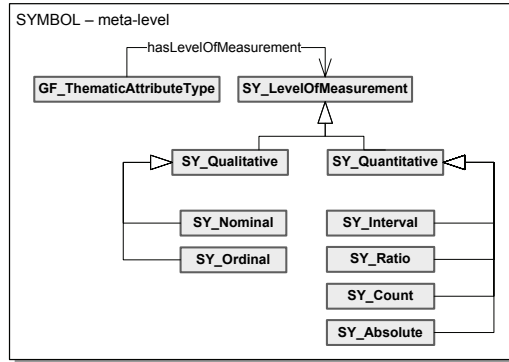 SYMBOL – meta-level
hasLevelOfMeasurement
GF_ThematicAttributeType
SY_LevelOfMeasurement
SY_Qualitative
SY_Quantitative
SY_Nominal
SY_Interval
SY_Ordinal
SY_Ratio
SY_Count
SY_Absolute